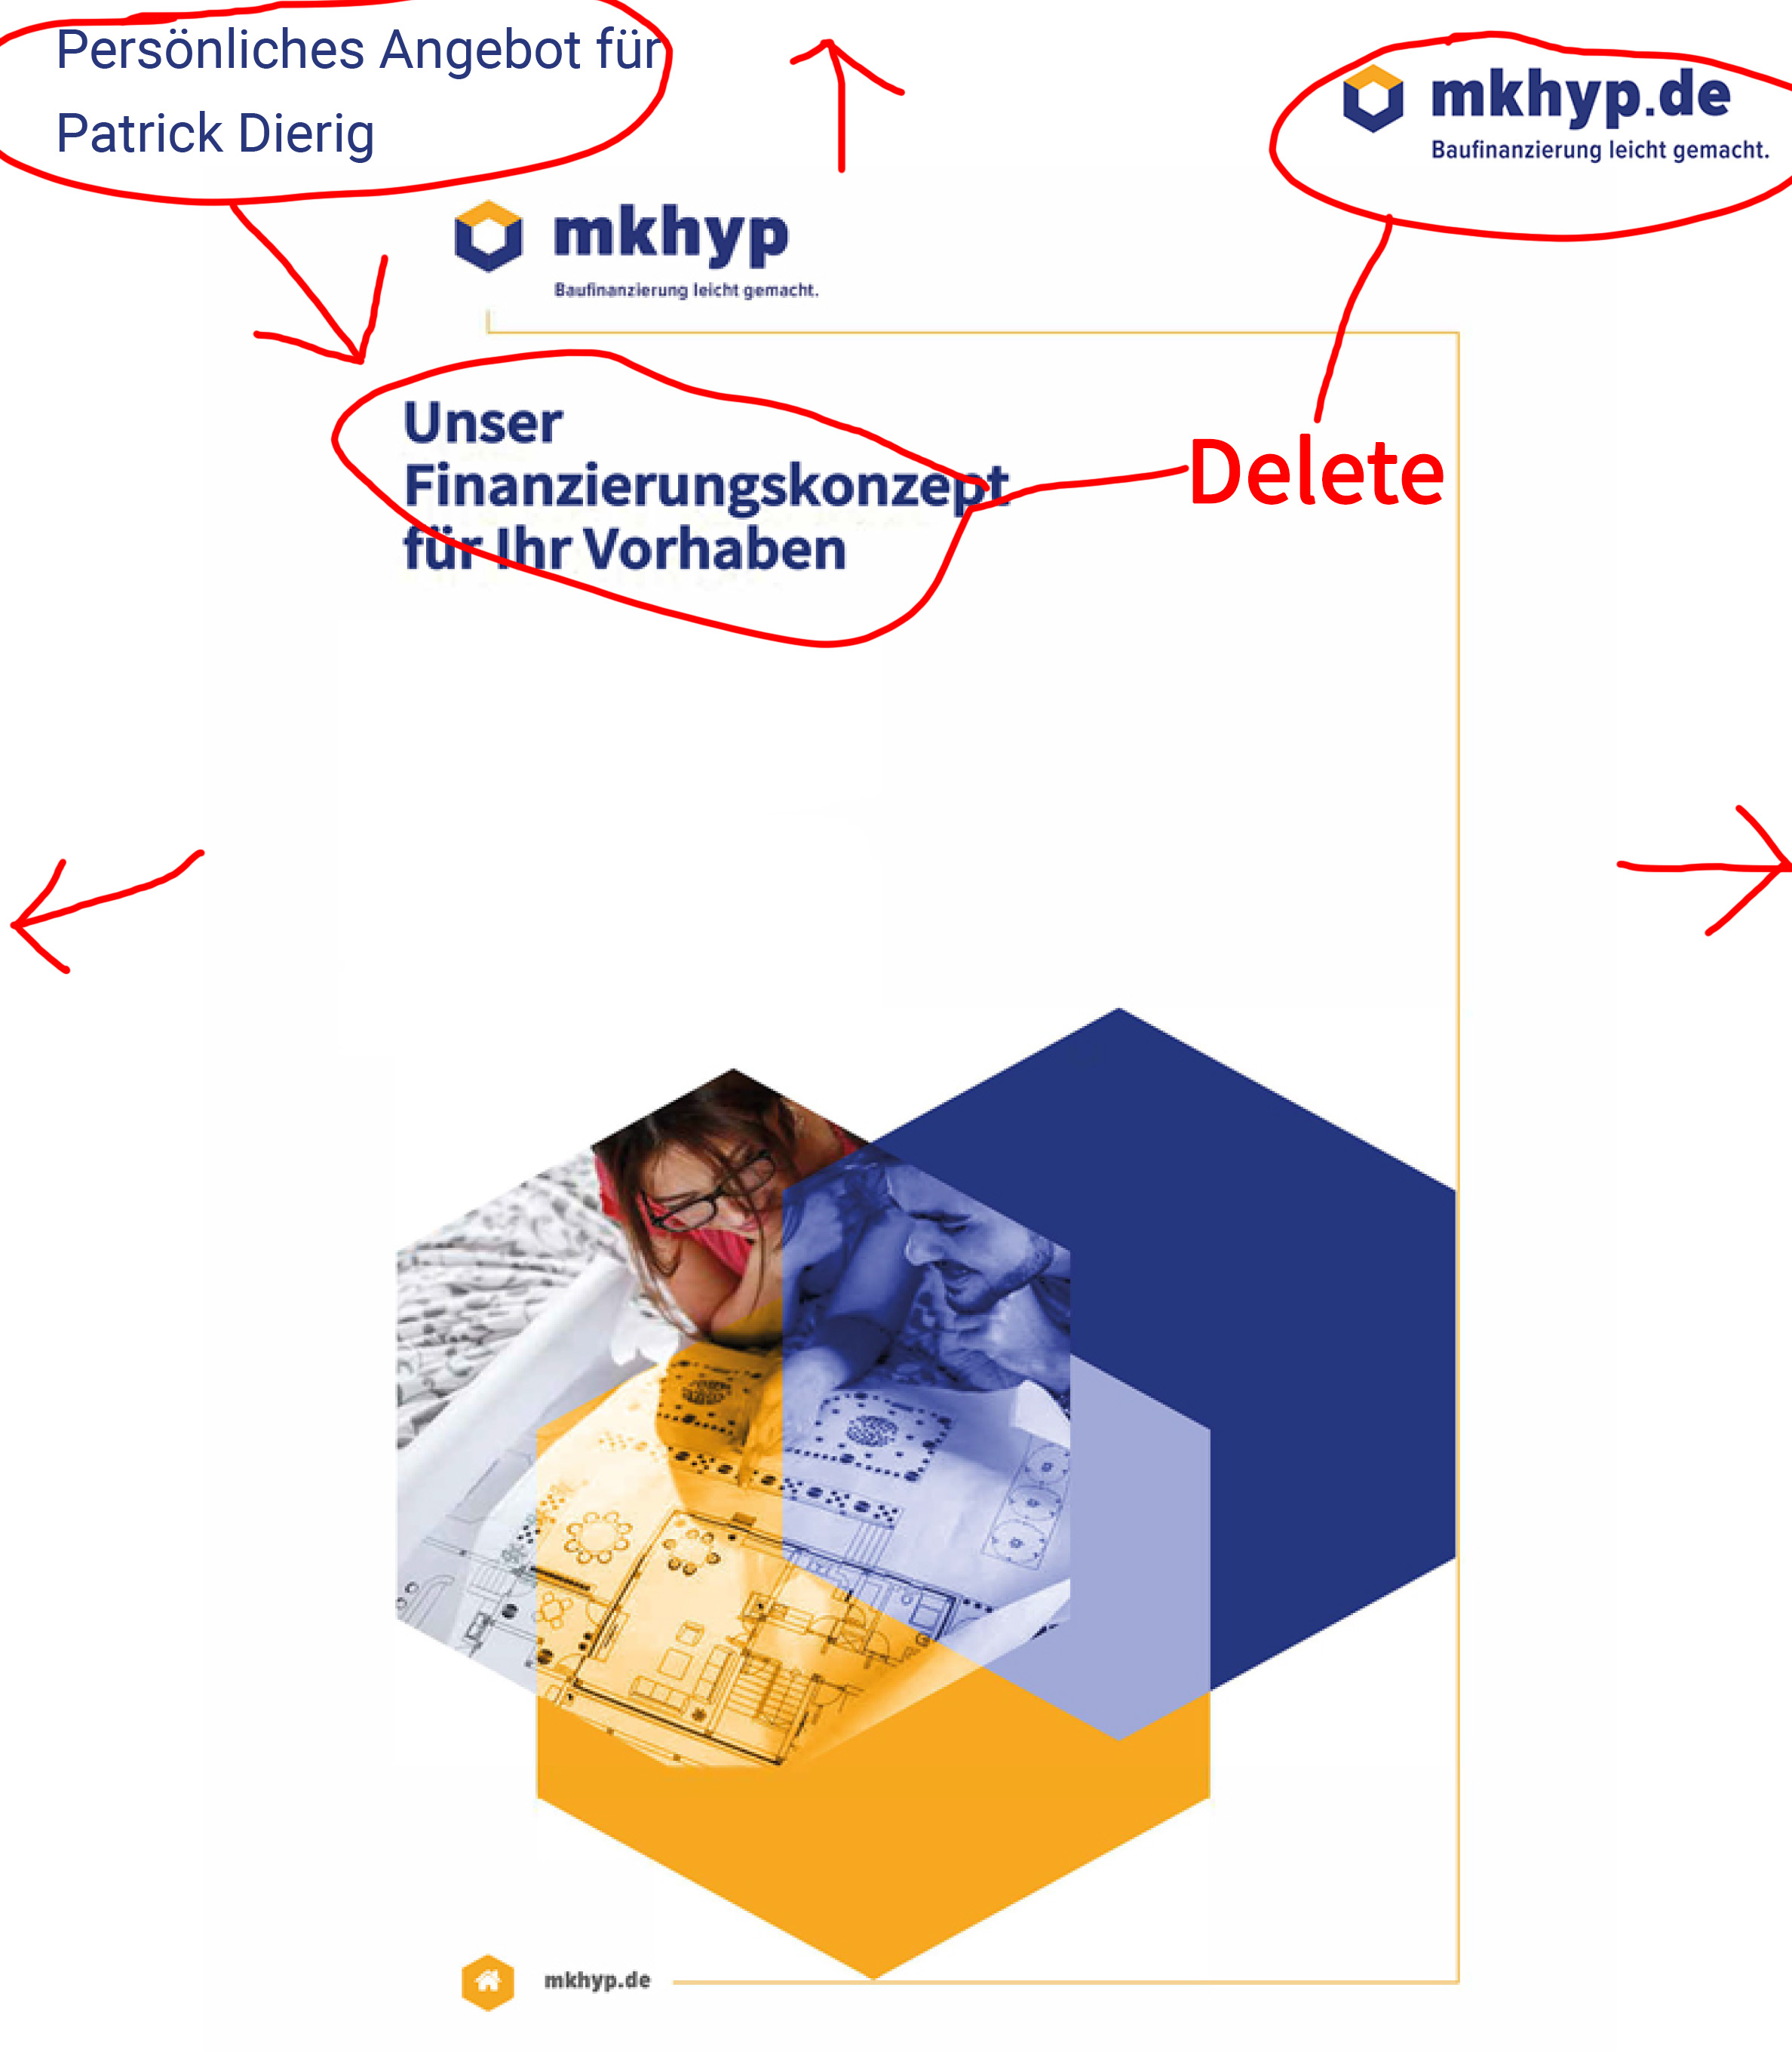 Persönliches Angebot für
Patrick Dierig
mkhyp.de
Baufinanzierung leicht gemacht.
mkhyp
Baufinanzierung leicht gemacht.
Unser
Finanzierungskonzept
für Ihr Vorhaben
Delete
mkhyp.de